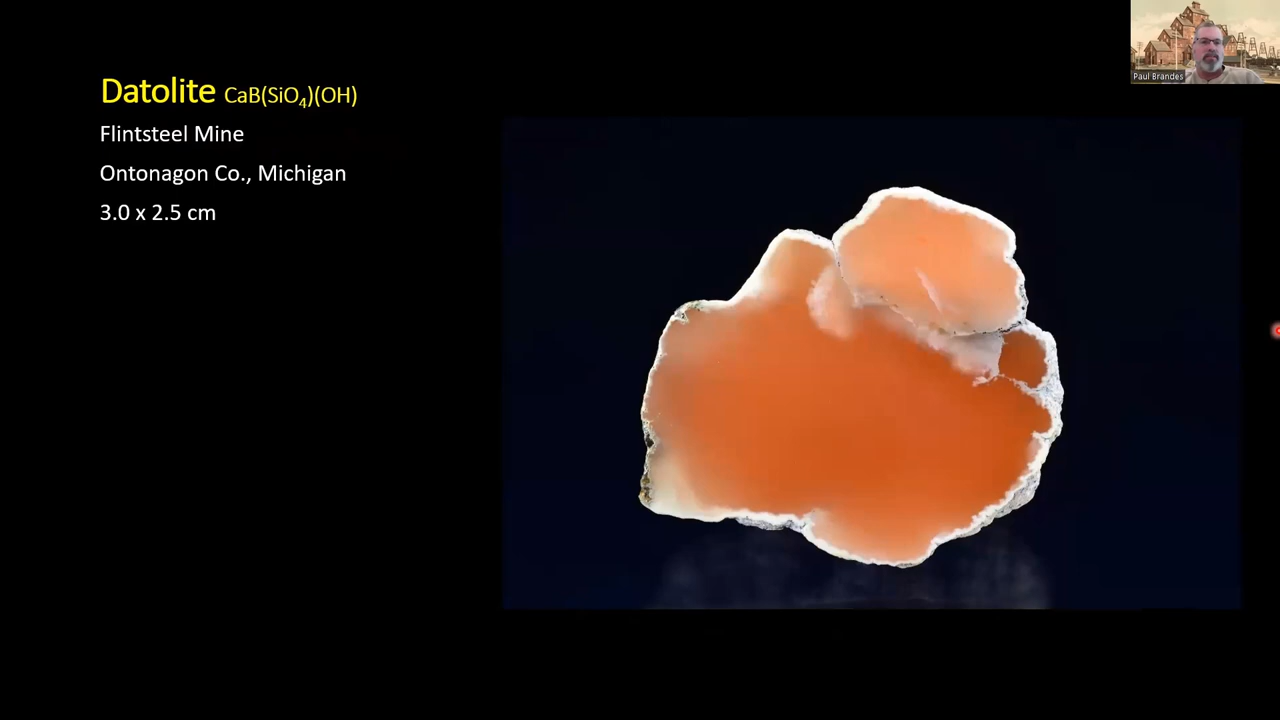 Datolite CaB(SiO₄)(OH)
Flintsteel Mine
Ontonagon Co., Michigan
3.0 x 2.5 cm
Paul Brandes